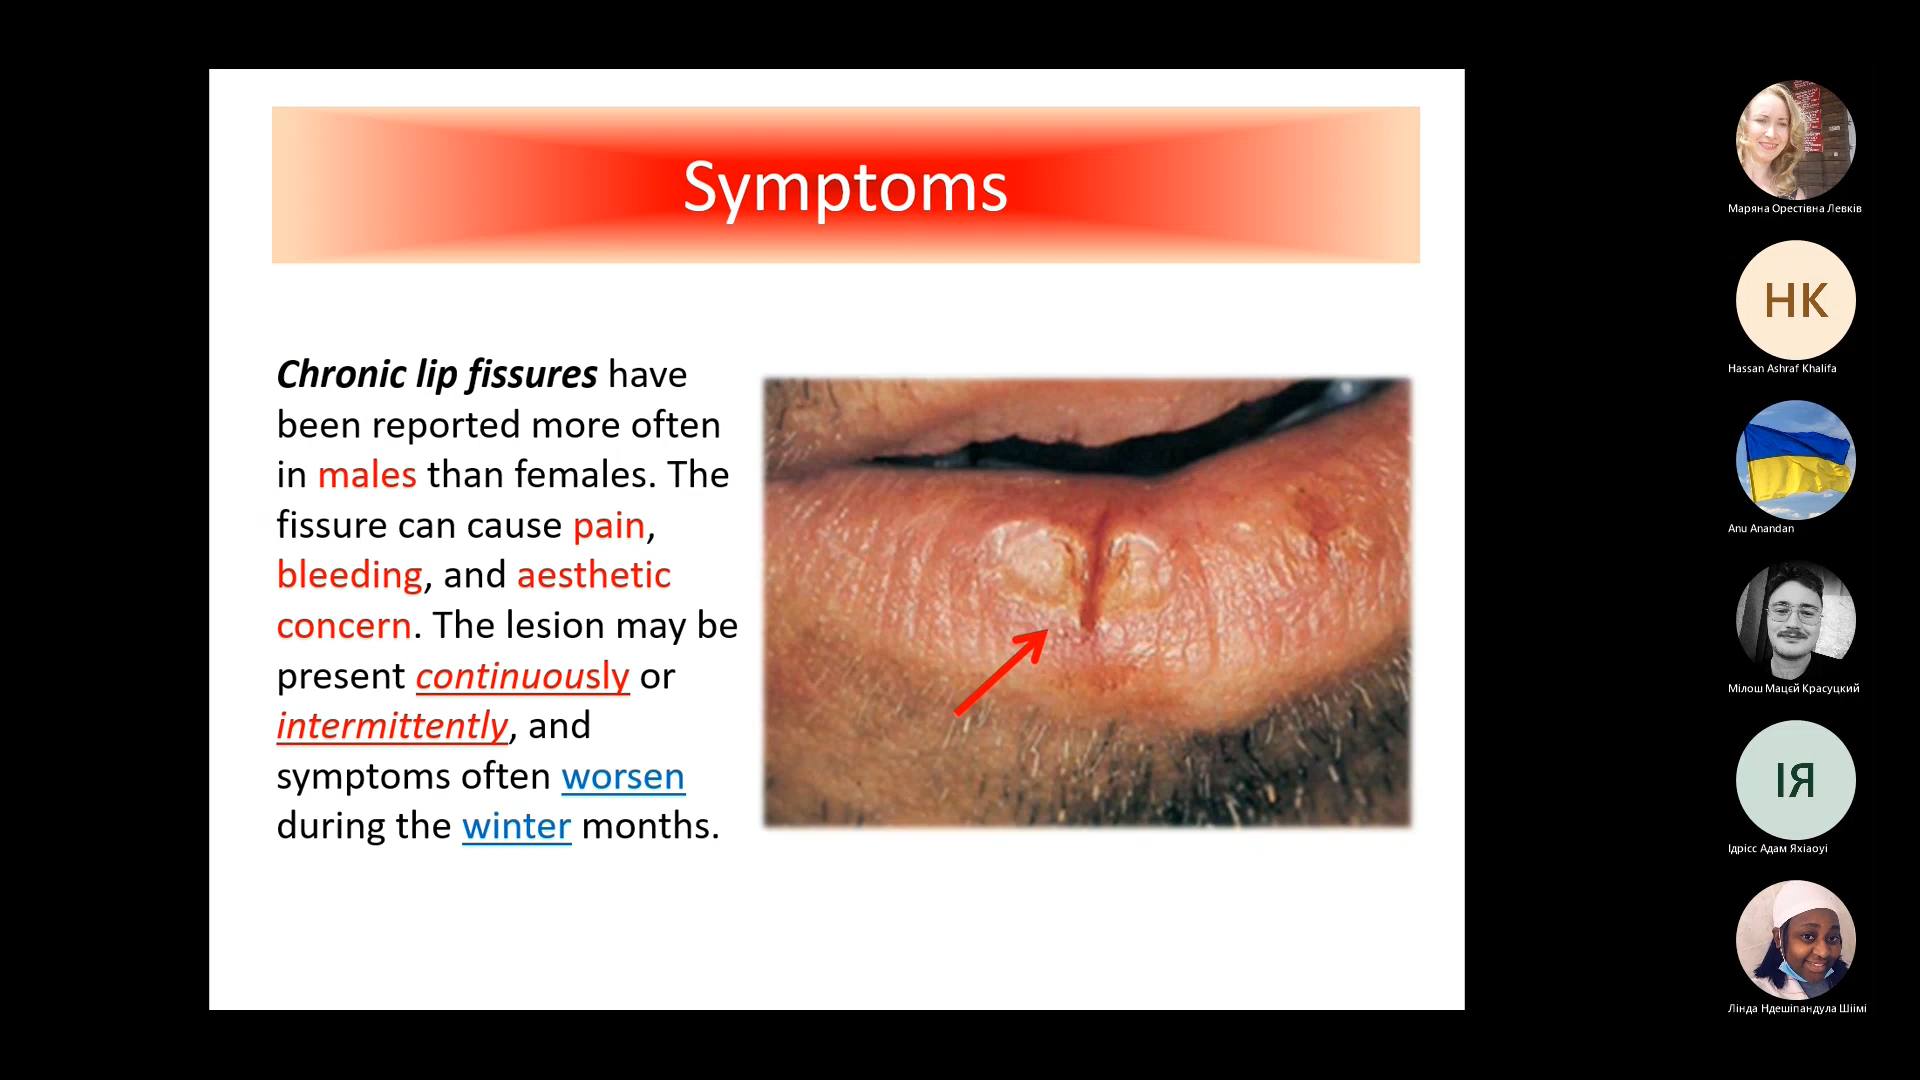 Symptoms
Chronic lip fissures have
been reported more often
in males than females. The
fissure can cause pain,
bleeding, and aesthetic
concern. The lesion may be
present continuously or
intermittently, and
symptoms often worsen
during the winter months.
Маряна Орестівна Левків
HK
Hassan Ashraf Khalifa
Anu Anandan
Мілош Мацєй Красуцкий
ІЯ
Ідрісс Адам Яхіаоуі
Лінда Ндешіпандула Шіімі